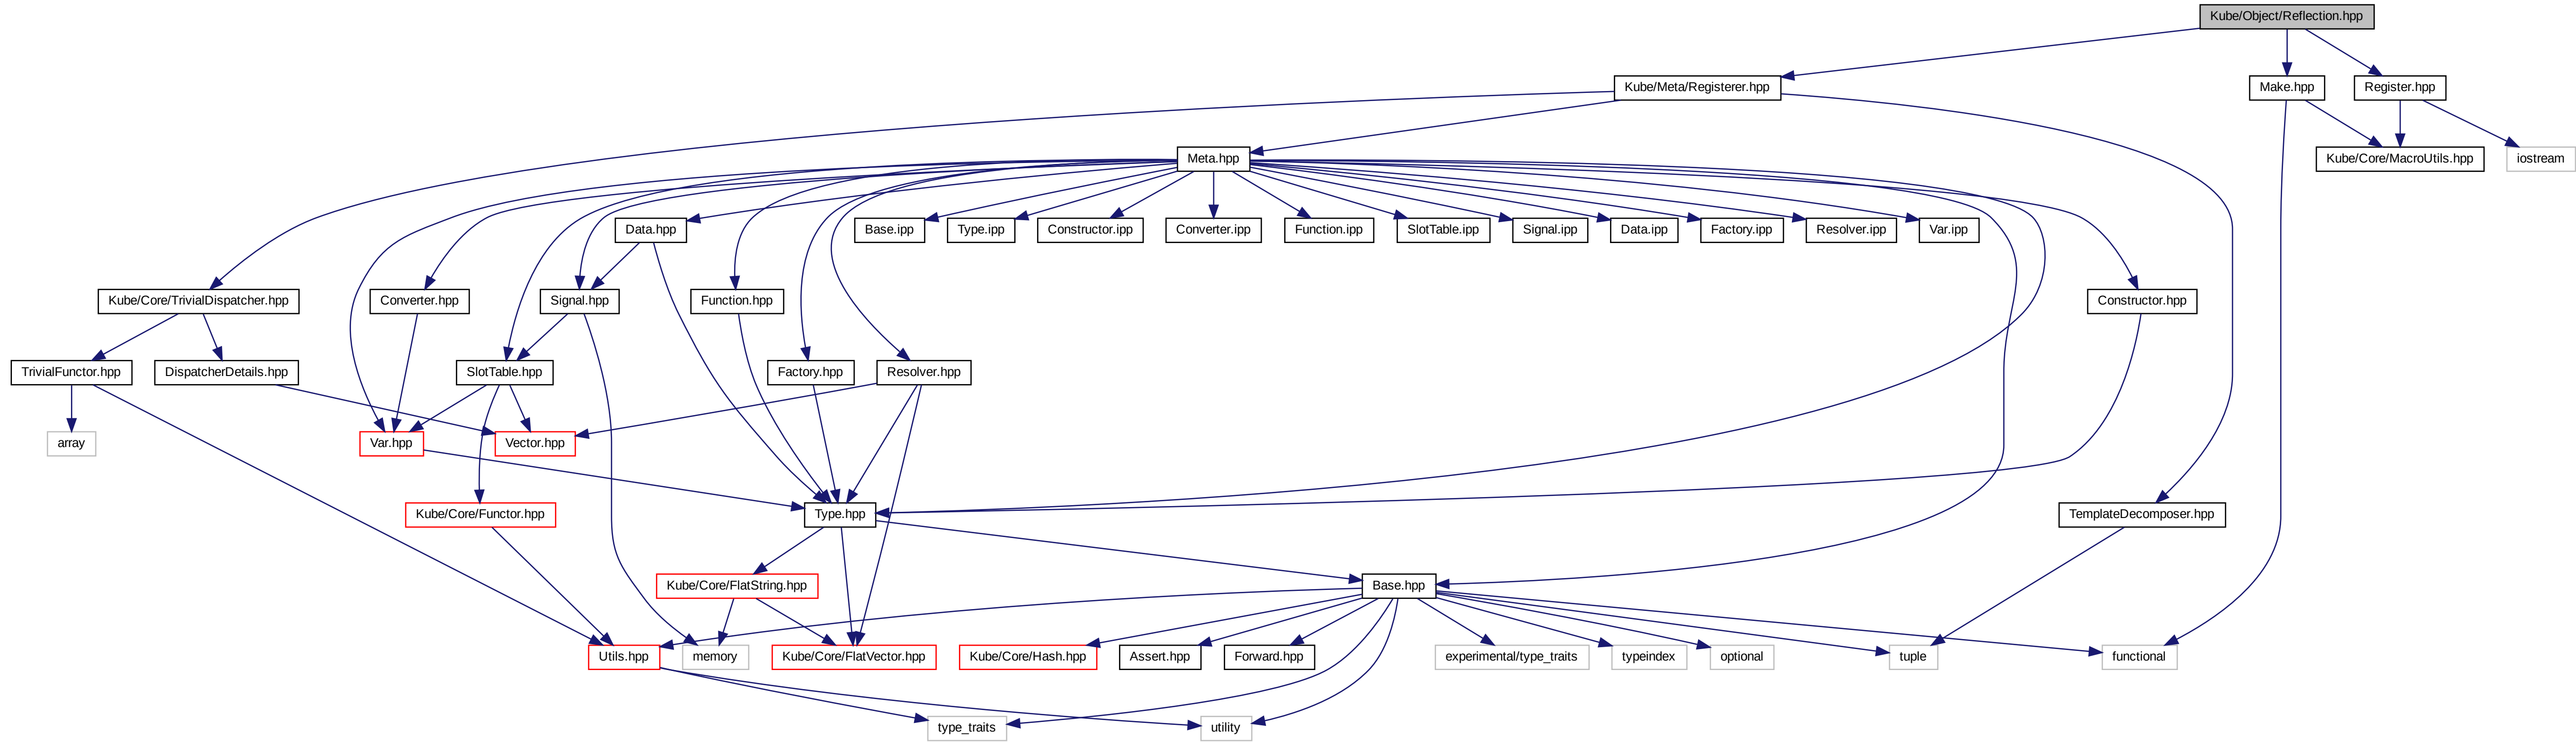 Kube/Object/Reflection.hpp
Kube/Meta/Registerer.hpp
Make.hpp
Register.hpp
Meta.hpp
Kube/Core/MacroUtils.hpp
iostream
Data.hpp
Base.ipp
Type.ipp
Constructor.ipp
Converter.ipp
Function.ipp
SlotTable.ipp
Signal.ipp
Data.ipp
Factory.ipp
Resolver.ipp
Var.ipp
Kube/Core/TrivialDispatcher.hpp
Converter.hpp
Signal.hpp
Function.hpp
Constructor.hpp
TrivialFunctor.hpp
DispatcherDetails.hpp
SlotTable.hpp
Factory.hpp
Resolver.hpp
array
Var.hpp
Vector.hpp
Kube/Core/Functor.hpp
Type.hpp
TemplateDecomposer.hpp
Kube/Core/FlatString.hpp
Base.hpp
Utils.hpp
memory
Kube/Core/FlatVector.hpp
Kube/Core/Hash.hpp
Assert.hpp
Forward.hpp
experimental/type_traits
typeindex
optional
tuple
functional
type_traits
utility